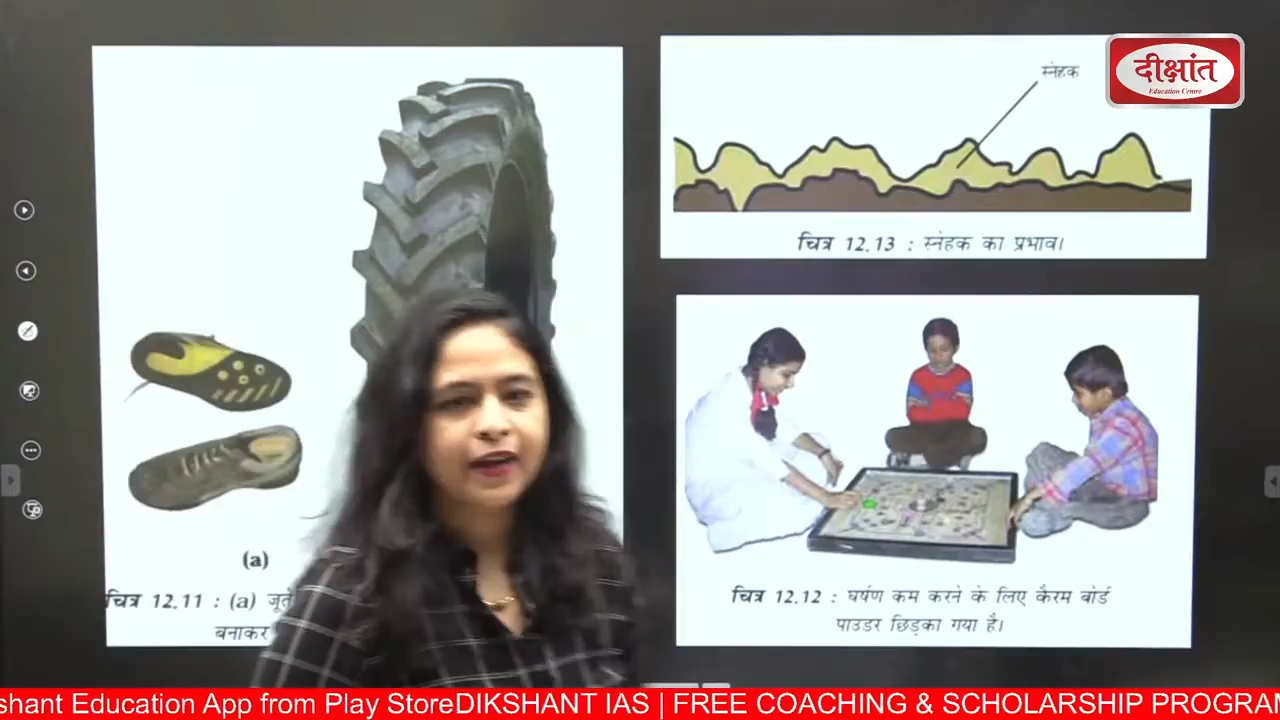 दीक्षांत
Education Centre
स्नेहक
चित्र 12.13 : स्नेहक का प्रभाव।
(a)
चित्र 12.11 : (a) जूते
बनाकर
चित्र 12.12 : घर्षण कम करने के लिए कैरम बोर्ड
पाउडर छिड़का गया है।
shant Education App from Play StoreDIKSHANT IAS | FREE COACHING & SCHOLARSHIP PROGRAM